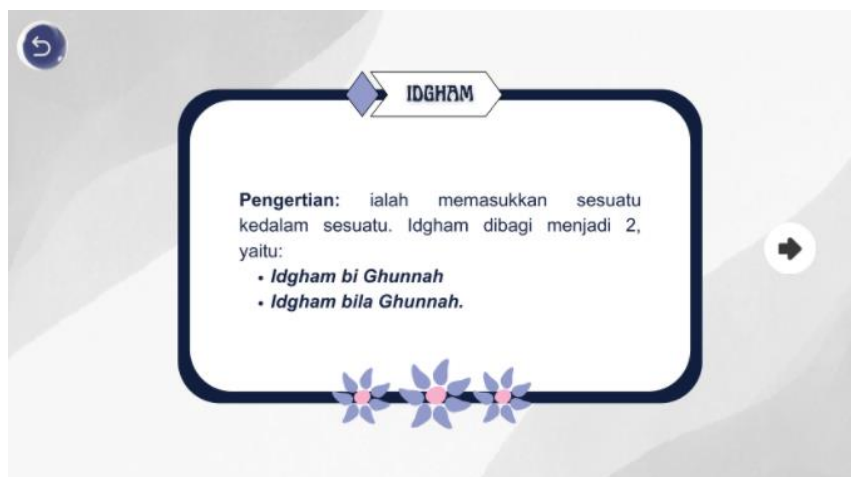 IDGHAM
Pengertian: ialah memasukkan sesuatu
kedalam sesuatu. Idgham dibagi menjadi 2,
yaitu:
• Idgham bi Ghunnah
• Idgham bila Ghunnah.